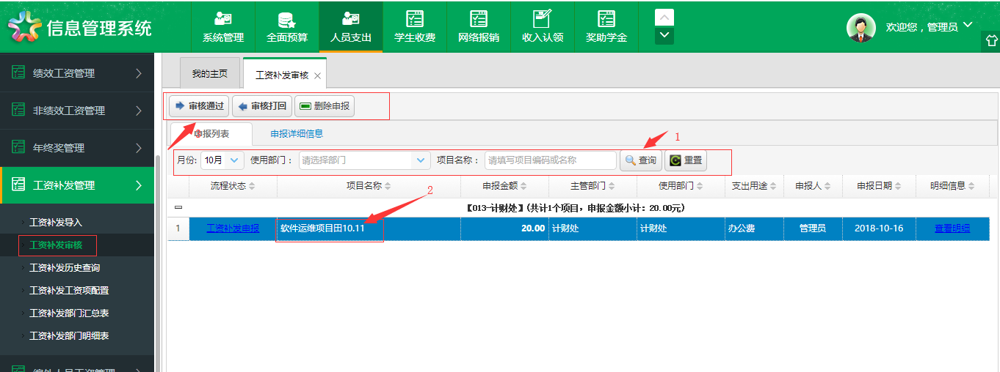 信息管理系统
系统管理
全面预算
人员支出
学生收费
网络报销
收入认领
奖助学金
欢迎您，管理员
绩效工资管理
非绩效工资管理
年终奖管理
工资补发管理
工资补发导入
工资补发审核
工资补发历史查询
工资补发工资项配置
工资补发部门汇总表
工资补发部门明细表
编外人员工资管理
我的主页
工资补发审核
审核通过
审核打回
删除申报
申报列表
申报详细信息
1
月份: 10月 使用部门： 请选择部门 项目名称： 请填写项目编码或名称 查询 重置
流程状态 项目名称 申报金额 主管部门 使用部门 支出用途 申报人 申报日期 明细信息
2
【013-计财处】(共计1个项目，申报金额小计：20.00元)
1 工资补发申报 软件运维项目田10.11 20.00 计财处 计财处 办公费 管理员 2018-10-16 查看明细